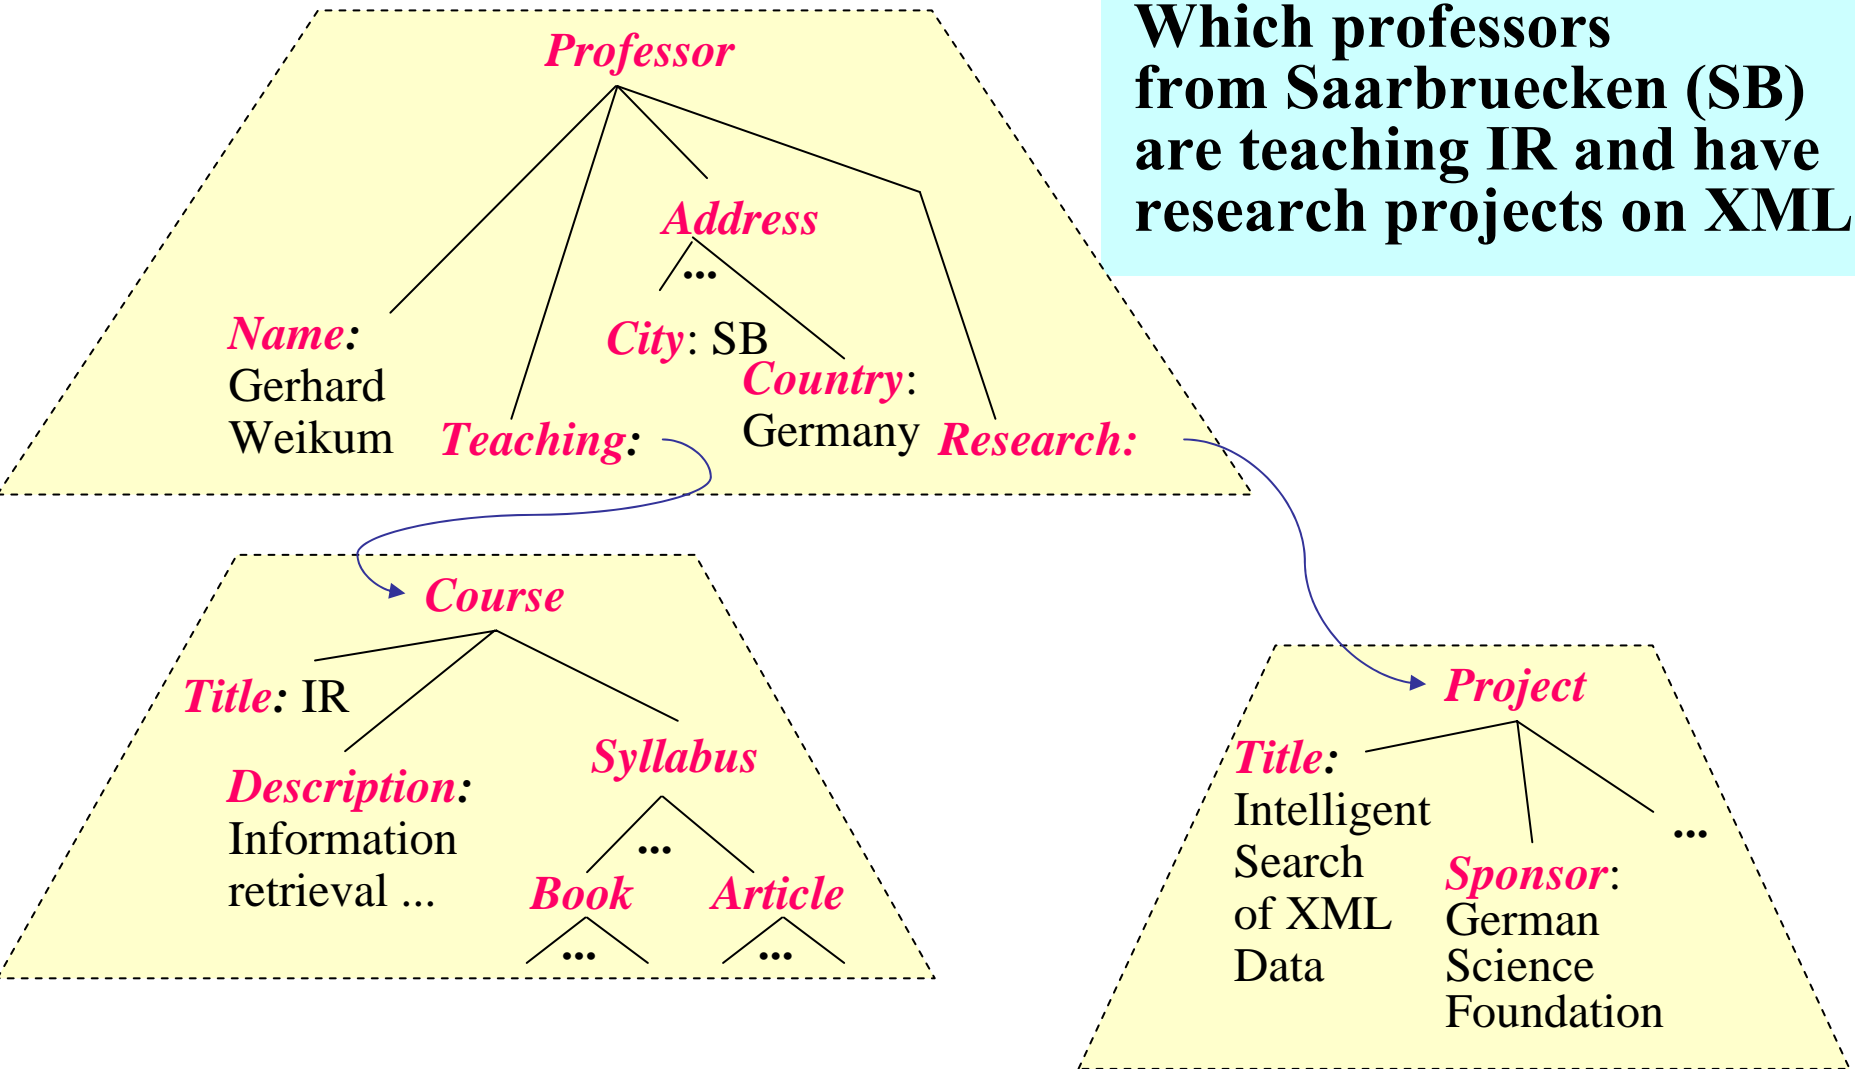 Which professors
from Saarbruecken (SB)
are teaching IR and have
research projects on XML
Professor
Address
...
Name:
Gerhard
Weikum
City: SB
Country:
Germany
Teaching:
Research:
Course
Title: IR
Description:
Information
retrieval ...
Syllabus
...
Book
Article
...
...
Project
Title:
Intelligent
Search
of XML
Data
...
Sponsor:
German
Science
Foundation